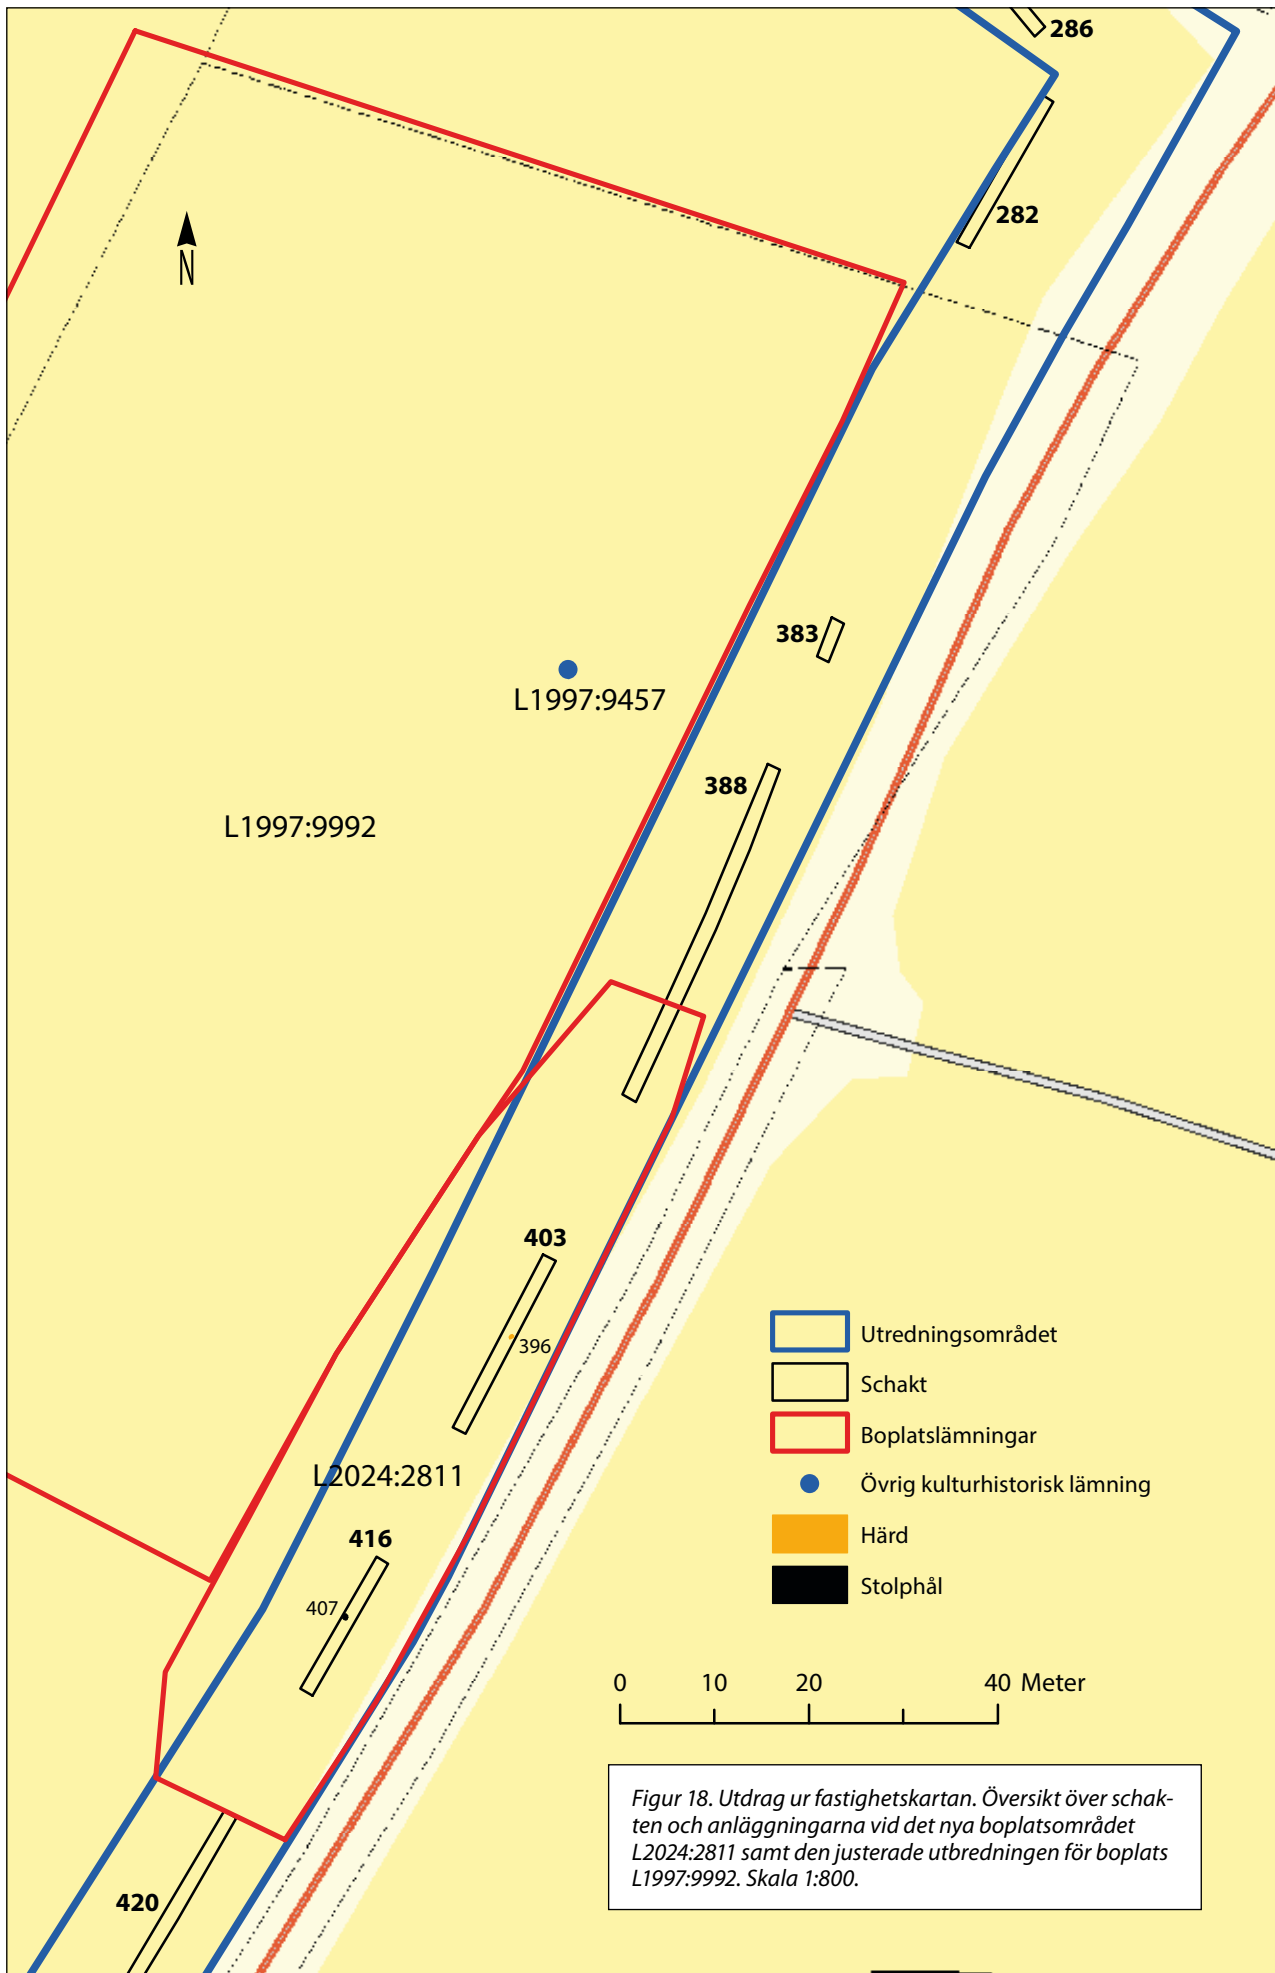 286
282
N
383
L1997:9457
388
L1997:9992
403
396
Utredningsområdet
Schakt
Boplatslämningar
L2024:2811
Övrig kulturhistorisk lämning
416
Härd
Stolphål
407
0 10 20 40 Meter
Figur 18. Utdrag ur fastighetskartan. Översikt över schak-
ten och anläggningarna vid det nya boplatsområdet
L2024:2811 samt den justerade utbredningen för boplats
L1997:9992. Skala 1:800.
420